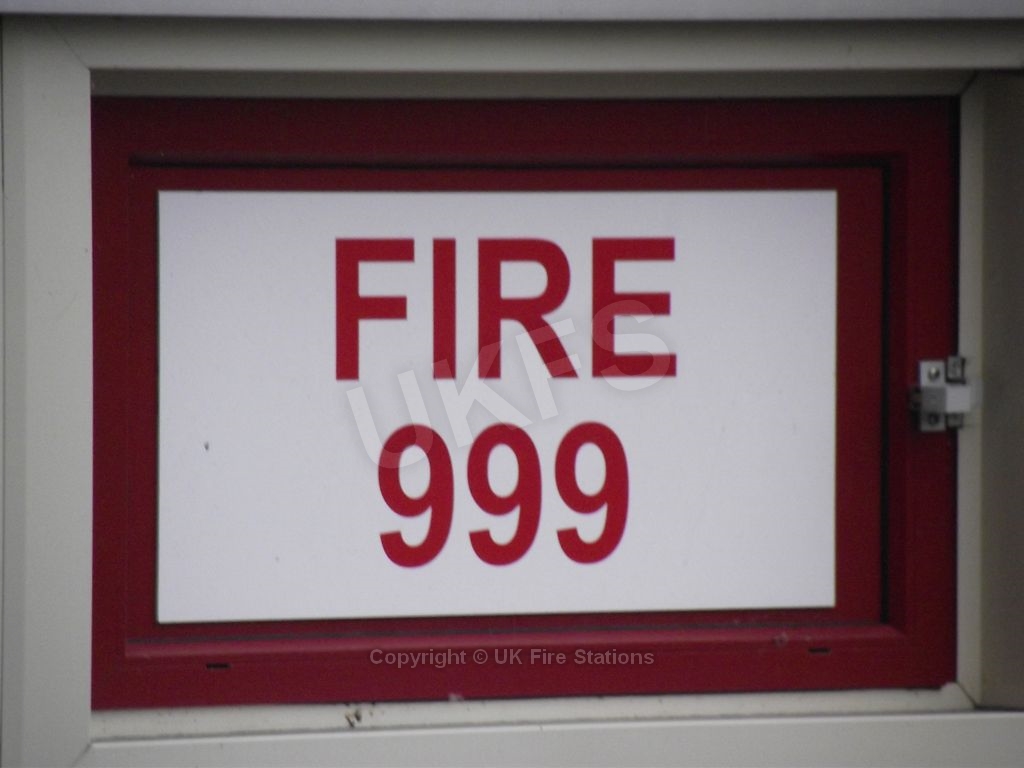 FIRE
UKFS
999
Copyright © UK Fire Stations